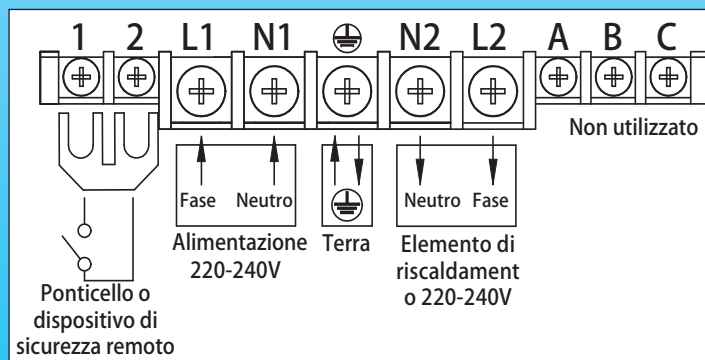 1 2 L1 N1 N2 L2 A B C
Non utilizzato
Fase Neutro
Neutro Fase
Alimentazione
220-240V
Terra
Elemento di
riscaldament
o 220-240V
Ponticello o
dispositivo di
sicurezza remoto